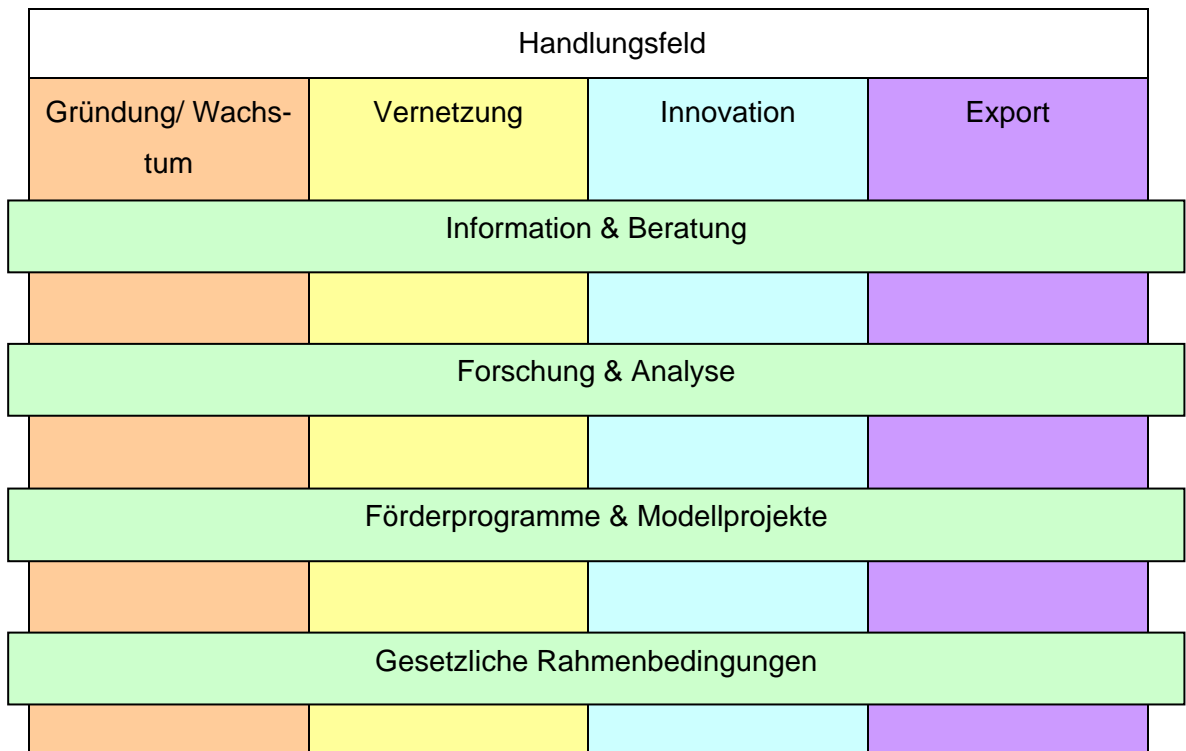 Handlungsfeld
Gründung/ Wachs-
tum
Vernetzung
Innovation
Export
Information & Beratung
Forschung & Analyse
Förderprogramme & Modellprojekte
Gesetzliche Rahmenbedingungen